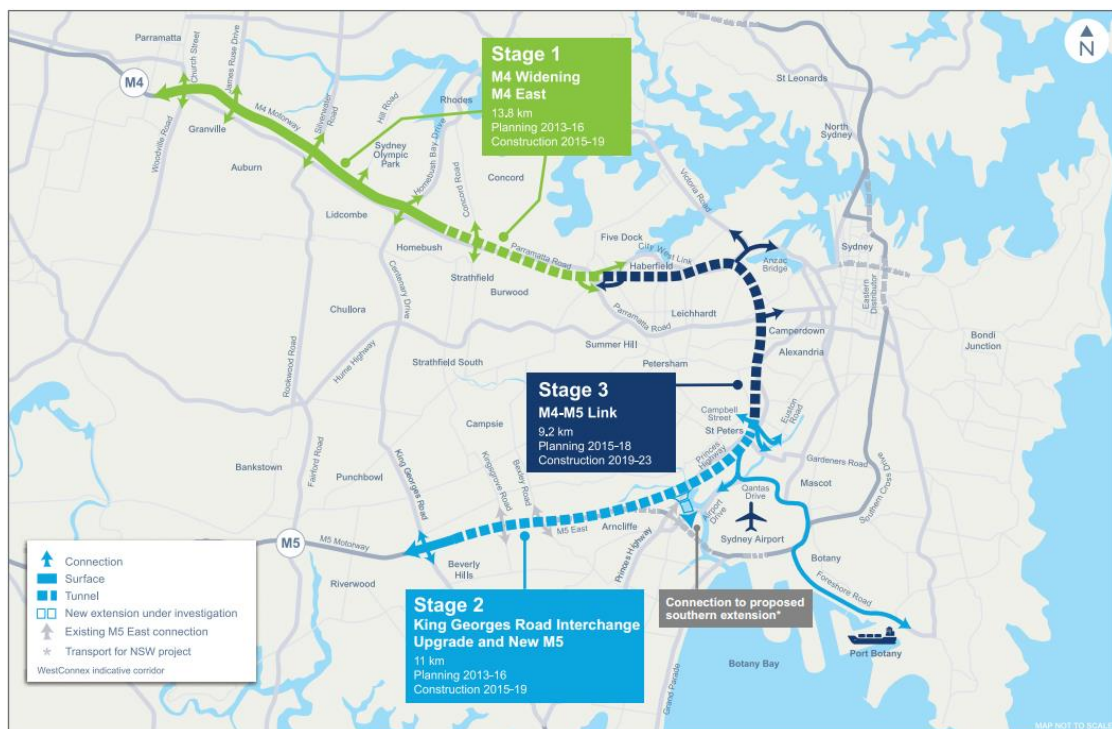 Parramatta
Church Street
James Ruse Drive
M4
M4 Motorway
Woodville Road
Granville
Auburn
Silverwater Road
Hill Road
Sydney Olympic Park
Homebush Bay Drive
Rhodes
Concord Road
Concord
Lidcombe
Homebush
Strathfield
Burwood
Parramatta Road
Five Dock
City West Link
Haberfield
Victoria Road
St Leonards
North Sydney
N
Sydney
Anzac Bridge
Eastern Distributor
Stage 1
M4 Widening
M4 East
13.8 km
Planning 2013-16
Construction 2015-19
Chullora
Centenary Drive
Rookwood Road
Hume Highway
Strathfield South
Parramatta Road
Leichhardt
Summer Hill
Petersham
Camperdown
Alexandria
Bondi Junction
Stage 3
M4-M5 Link
9.2 km
Planning 2015-18
Construction 2019-23
Campbell Street
St Peters
Euston Road
Princes Highway
Gardeners Road
Mascot
Southern Cross Drive
Campsie
Bankstown
Punchbowl
Fairford Road
King Georges Road
Kingsgrove Road
Bexley Road
M5
M5 Motorway
M5 East
Arncliffe
Princes Highway
Airport Drive
Qantas Drive
Sydney Airport
Botany
Foreshore Road
Port Botany
Botany Bay
Grand Parade
Riverwood
Beverly Hills
Stage 2
King Georges Road Interchange
Upgrade and New M5
11 km
Planning 2013-16
Construction 2015-19
Connection to proposed
southern extension*
Connection
Surface
Tunnel
New extension under investigation
Existing M5 East connection
* Transport for NSW project
WestConnex indicative corridor
MAP NOT TO SCALE